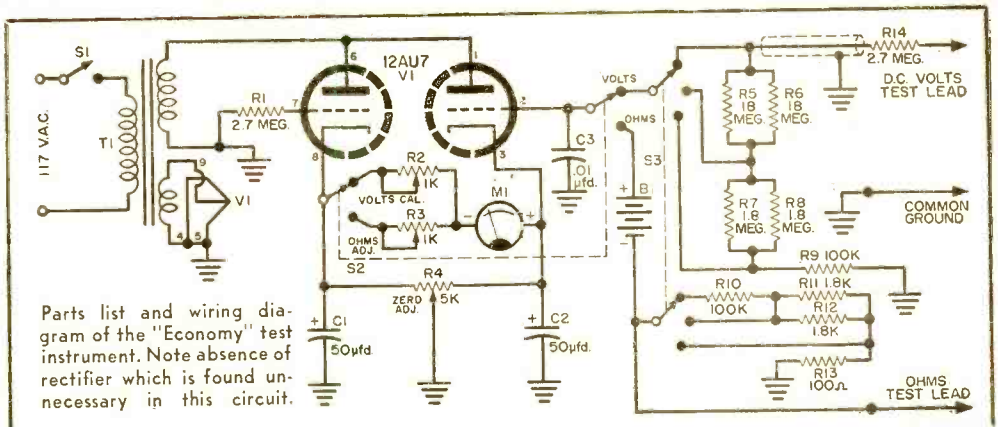 S1
117 V.A.C.
T1
R1
2.7 MEG.
7
6
12AU7
V1
1
2
8
3
9
V1
4 5
R2
1K
VOLTS CAL.
R3
1K
OHMS
ADJ.
S2
M1
- +
R4
5K
ZERO
ADJ.
+
C1
50μfd.
+
C2
50μfd.
C3
.01
μfd.
VOLTS
OHMS
S3
+
B1
-
R5
18
MEG.
R6
18
MEG.
R7
1.8
MEG.
R8
1.8
MEG.
R14
2.7 MEG.
D.C. VOLTS
TEST LEAD
COMMON
GROUND
R9 100K
R10
100K
R11 1.8K
R12
1.8K
R13
100Ω
OHMS
TEST LEAD
Parts list and wiring dia-
gram of the "Economy" test
instrument. Note absence of
rectifier which is found un-
necessary in this circuit.